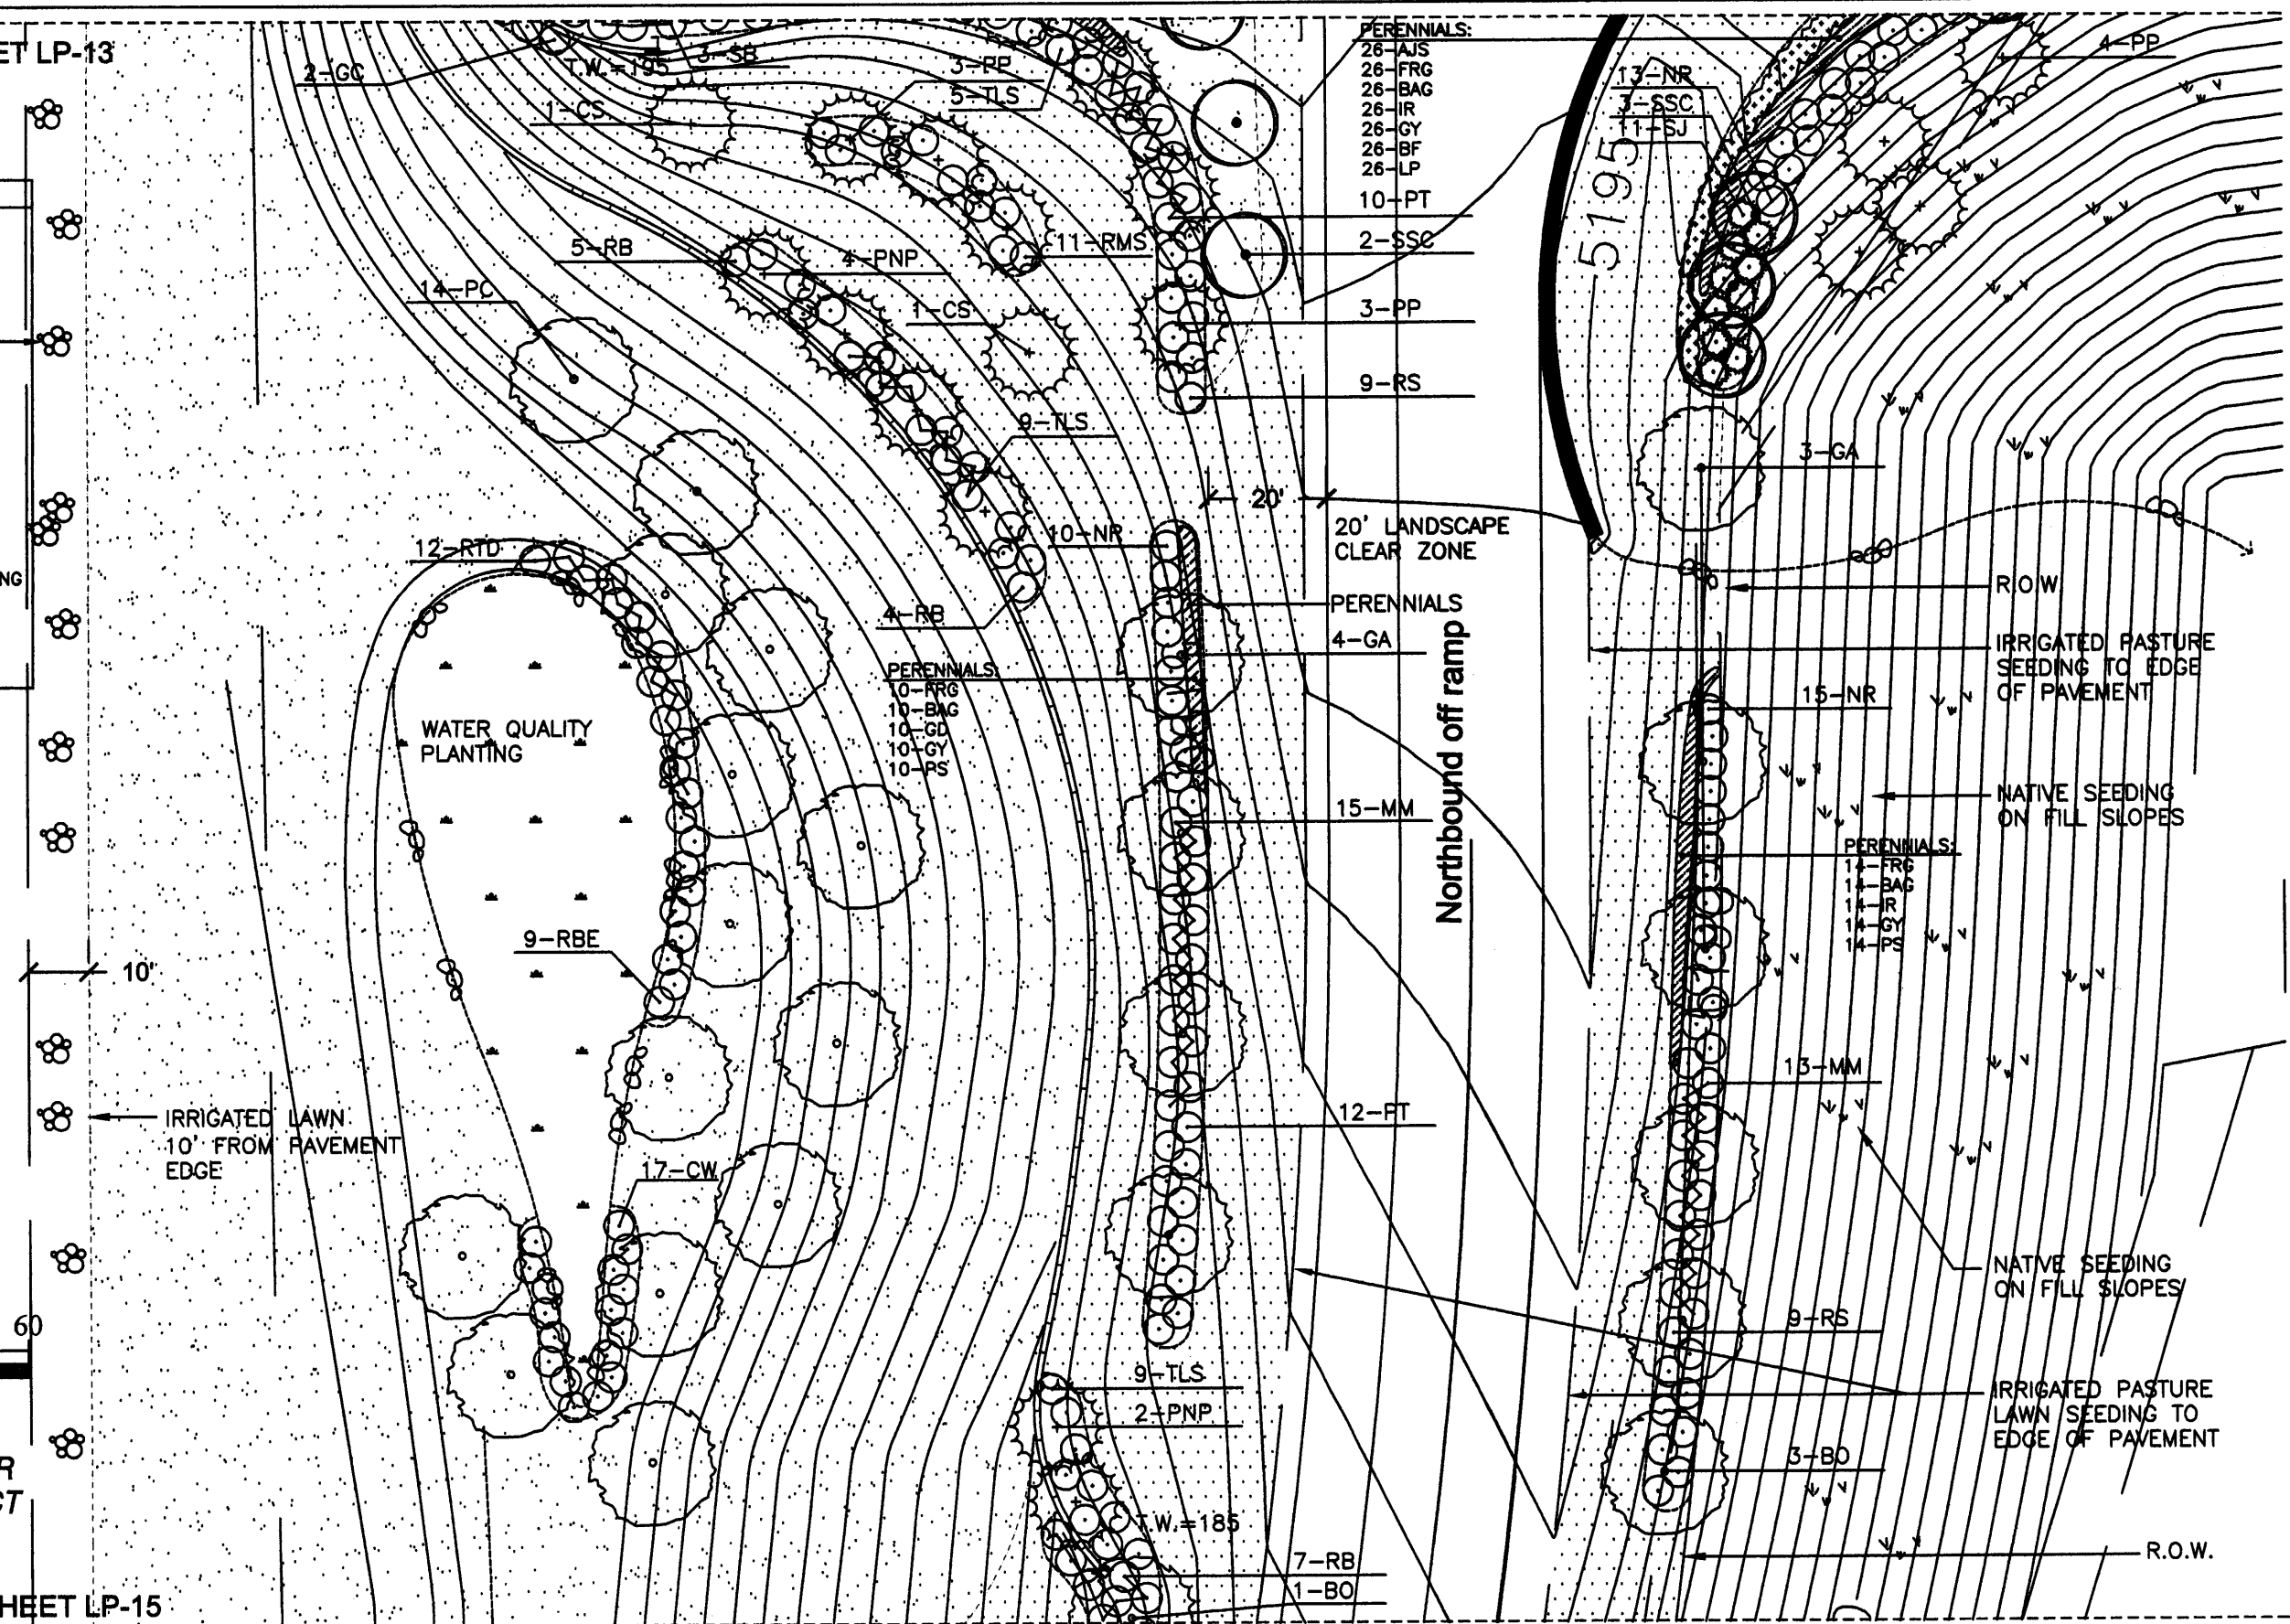 ET LP-13
2-GC
T.W.=195
3-SB
1-CS
3-PP
5-TLS
PERENNIALS:
26-AJS
26-FRG
26-BAG
26-IR
26-GY
26-BF
26-LP
10-PT
2-SSC
3-PP
9-RS
13-NR
3-SSC
11-SJ
5195
4-PP
5-RB
4-PNP
11-RMS
14-PC
1-CS
9-TLS
3-GA
20'
20' LANDSCAPE
CLEAR ZONE
12-RTD
10-NR
NG
4-RB
PERENNIALS
4-GA
R.O.W
IRRIGATED PASTURE
SEEDING TO EDGE
OF PAVEMENT
PERENNIALS:
10-FRG
10-BAG
10-GD
10-GY
10-PS
WATER QUALITY
PLANTING
Northbound off ramp
15-NR
15-MM
NATIVE SEEDING
ON FILL SLOPES
PERENNIALS:
14-FRG
14-BAG
14-IR
14-GY
14-PS
9-RBE
10'
13-MM
12-PT
IRRIGATED LAWN
10' FROM PAVEMENT
EDGE
17-CW
NATIVE SEEDING
ON FILL SLOPES
60
9-RS
9-TLS
2-PNP
IRRIGATED PASTURE
LAWN SEEDING TO
EDGE OF PAVEMENT
3-BO
R
CT
T.W.=185
7-RB
1-BO
R.O.W.
HEET LP-15